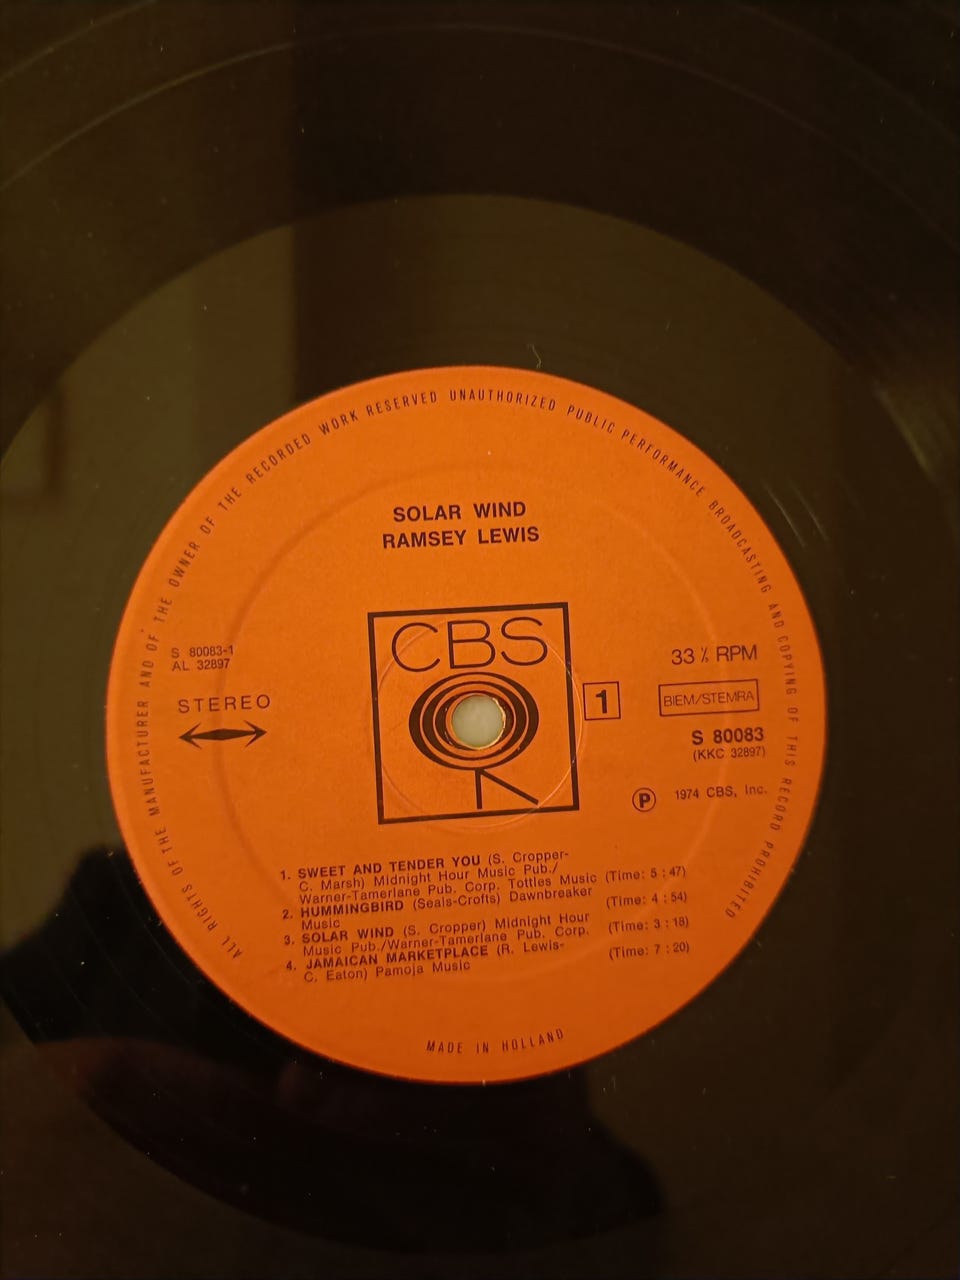 ALL RIGHTS OF THE MANUFACTURER AND OF THE OWNER OF THE RECORDED WORK RESERVED UNAUTHORIZED PUBLIC PERFORMANCE BROADCASTING AND COPYING OF THIS RECORD PROHIBITED
SOLAR WIND
RAMSEY LEWIS
CBS
S 80083-1
AL 32897
STEREO
1
33⅓ RPM
BIEM/STEMRA
S 80083
(KKC 32897)
Ⓟ 1974 CBS, Inc.
1. SWEET AND TENDER YOU (S. Cropper-
C. Marsh) Midnight Hour Music Pub./
Warner-Tamerlane Pub. Corp. Tottles Music (Time: 5 : 47)
2. HUMMINGBIRD (Seals-Crofts) Dawnbreaker
Music (Time: 4 : 54)
3. SOLAR WIND (S. Cropper) Midnight Hour
Music Pub./Warner-Tamerlane Pub. Corp. (Time: 3 : 18)
4. JAMAICAN MARKETPLACE (R. Lewis-
C. Eaton) Pamoja Music (Time: 7 : 20)
MADE IN HOLLAND